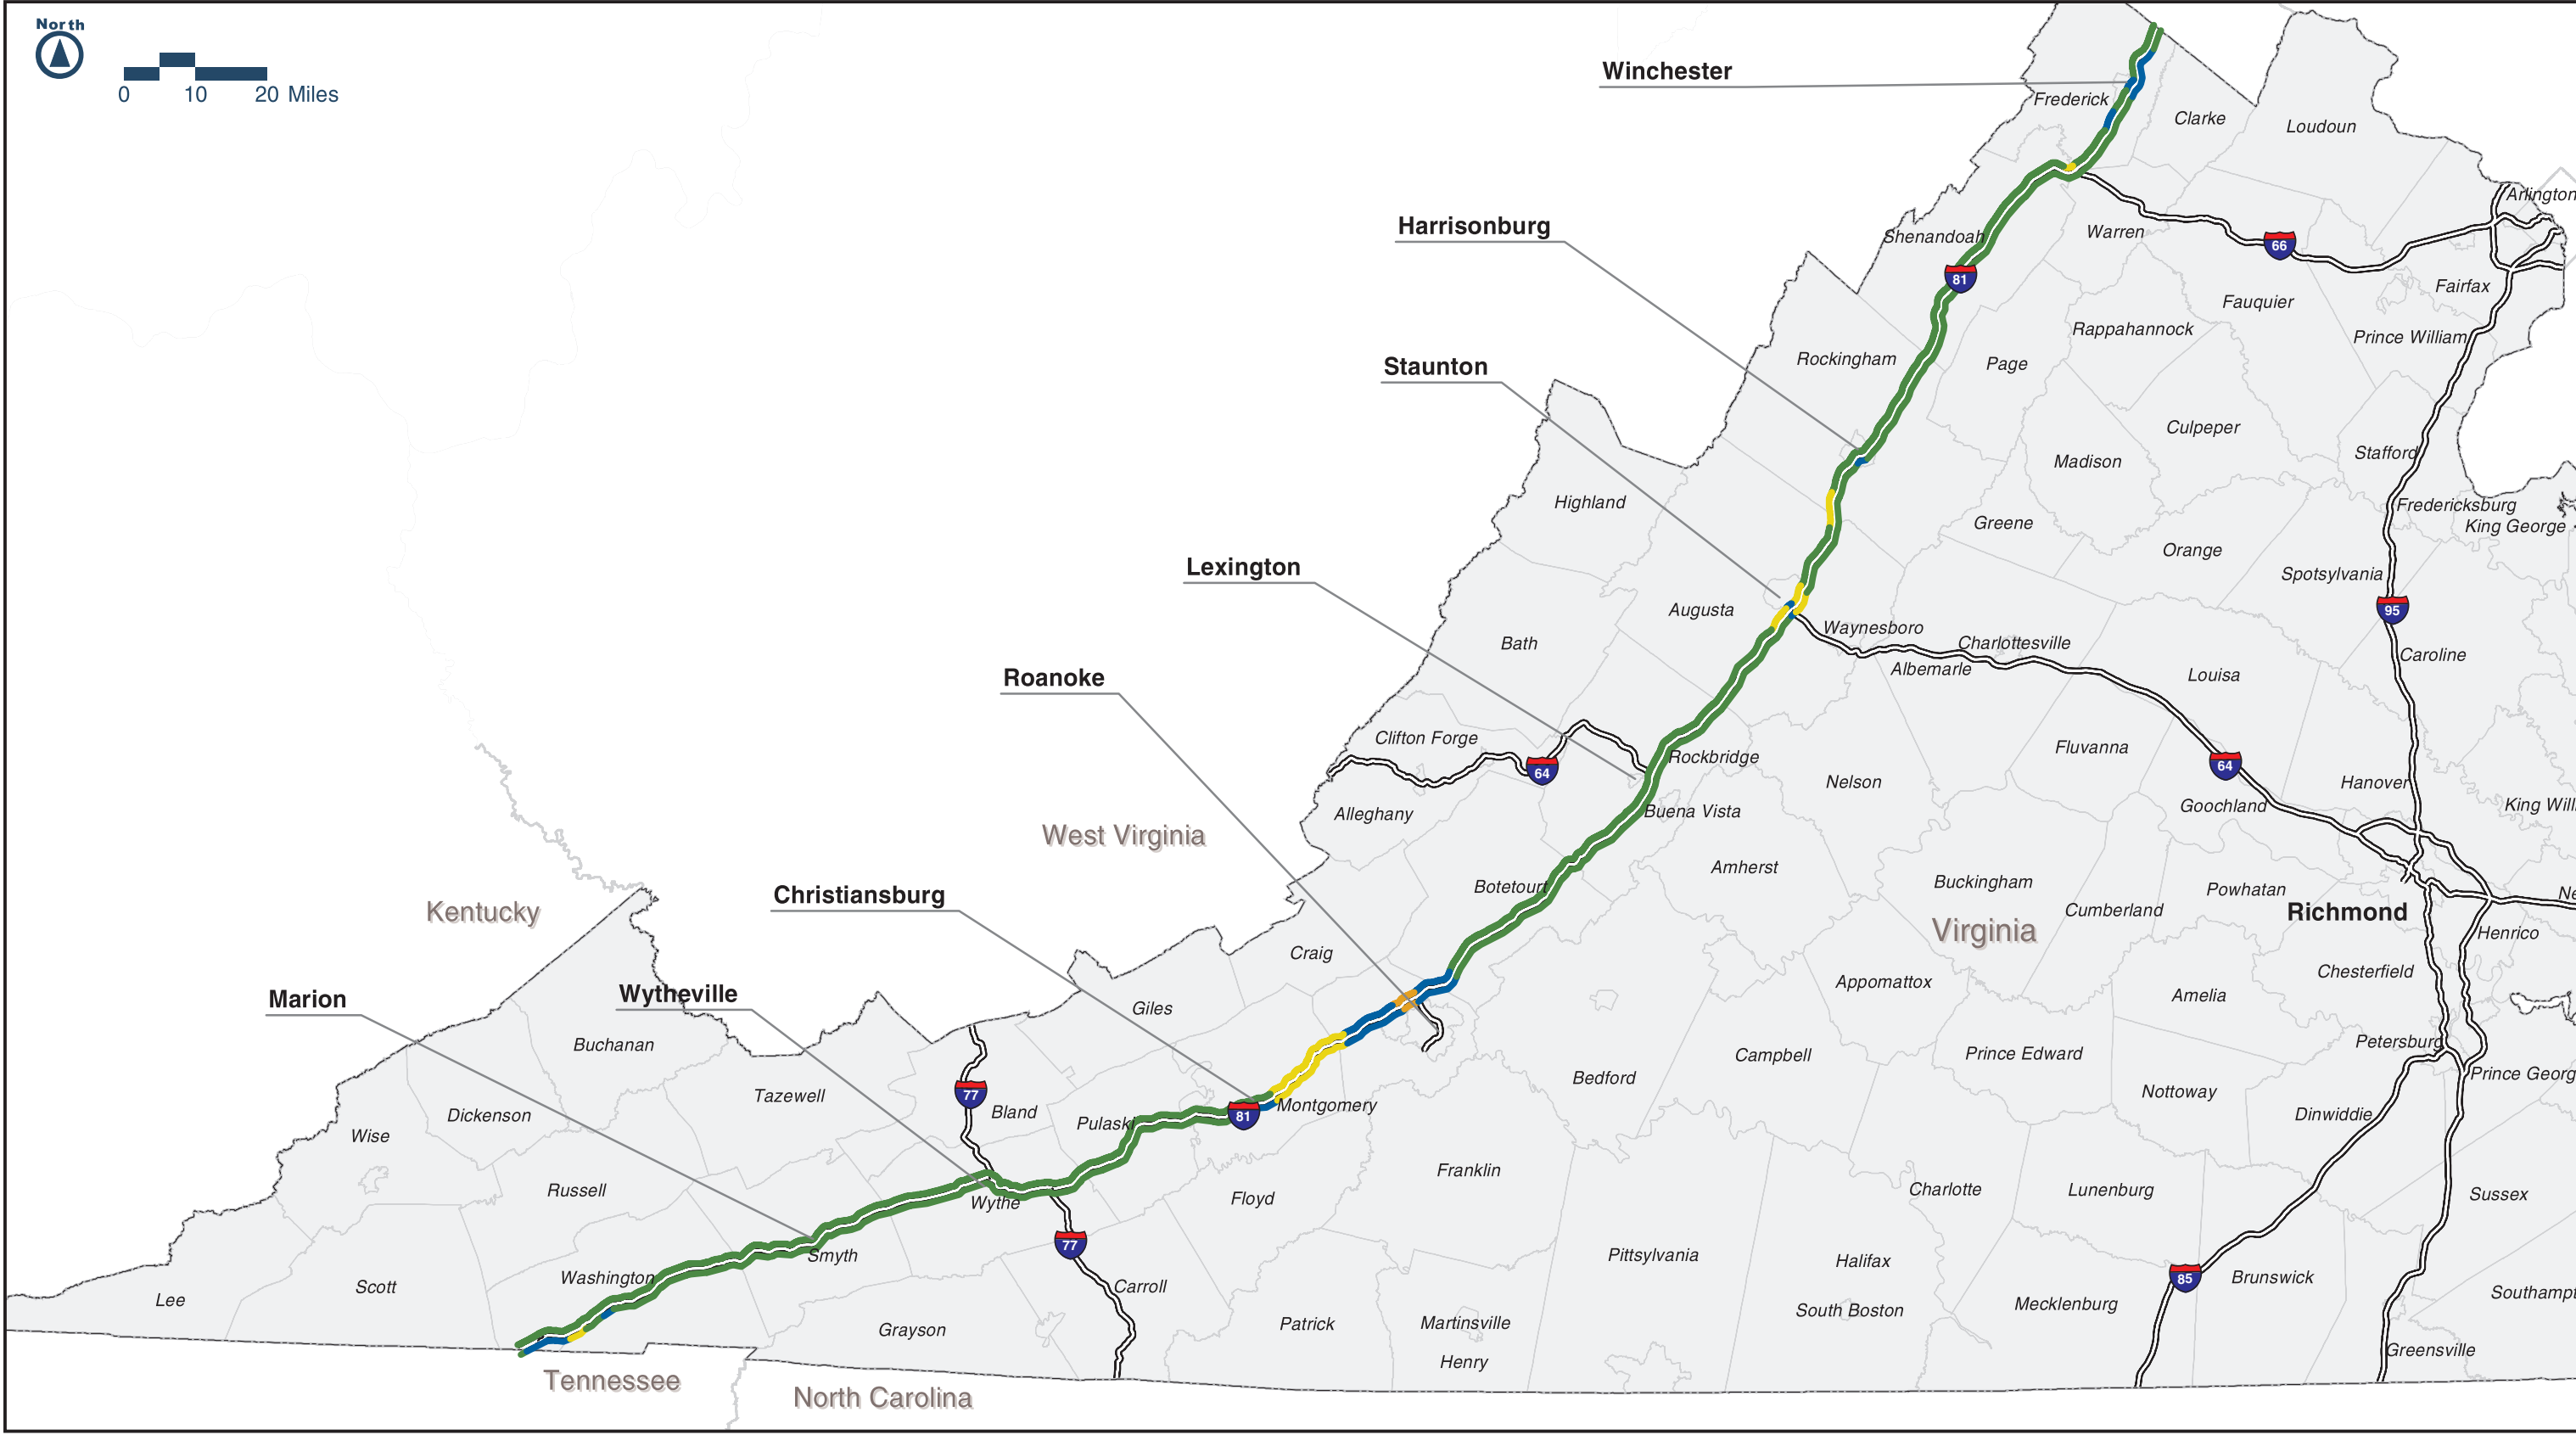 North
0 10 20 Miles
Winchester
Frederick
Clarke
Loudoun
Arlington
Harrisonburg
Shenandoah
Warren
66
81
Fairfax
Fauquier
Rappahannock
Prince William
Rockingham
Page
Staunton
Culpeper
Stafford
Madison
Highland
Fredericksburg
Greene
King George
Orange
Lexington
Spotsylvania
Augusta
95
Waynesboro
Bath
Charlottesville
Caroline
Albemarle
Louisa
Roanoke
Clifton Forge
Fluvanna
Rockbridge
64
64
Nelson
Hanover
Goochland
King Will
Alleghany
Buena Vista
West Virginia
Amherst
Botetourt
Buckingham
Powhatan
Ne
Christiansburg
Kentucky
Cumberland
Richmond
Virginia
Henrico
Craig
Chesterfield
Appomattox
Amelia
Marion
Wytheville
Giles
Buchanan
Petersburg
Prince Edward
Campbell
Prince Georg
Bedford
Tazewell
77
Nottoway
Montgomery
Bland
81
Dickenson
Dinwiddie
Pulaski
Wise
Franklin
Russell
Charlotte
Lunenburg
Sussex
Floyd
Wythe
77
Smyth
Pittsylvania
Halifax
Washington
85
Brunswick
Scott
Carroll
Southampt
Lee
Mecklenburg
South Boston
Grayson
Patrick
Martinsville
Greensville
Henry
Tennessee
North Carolina